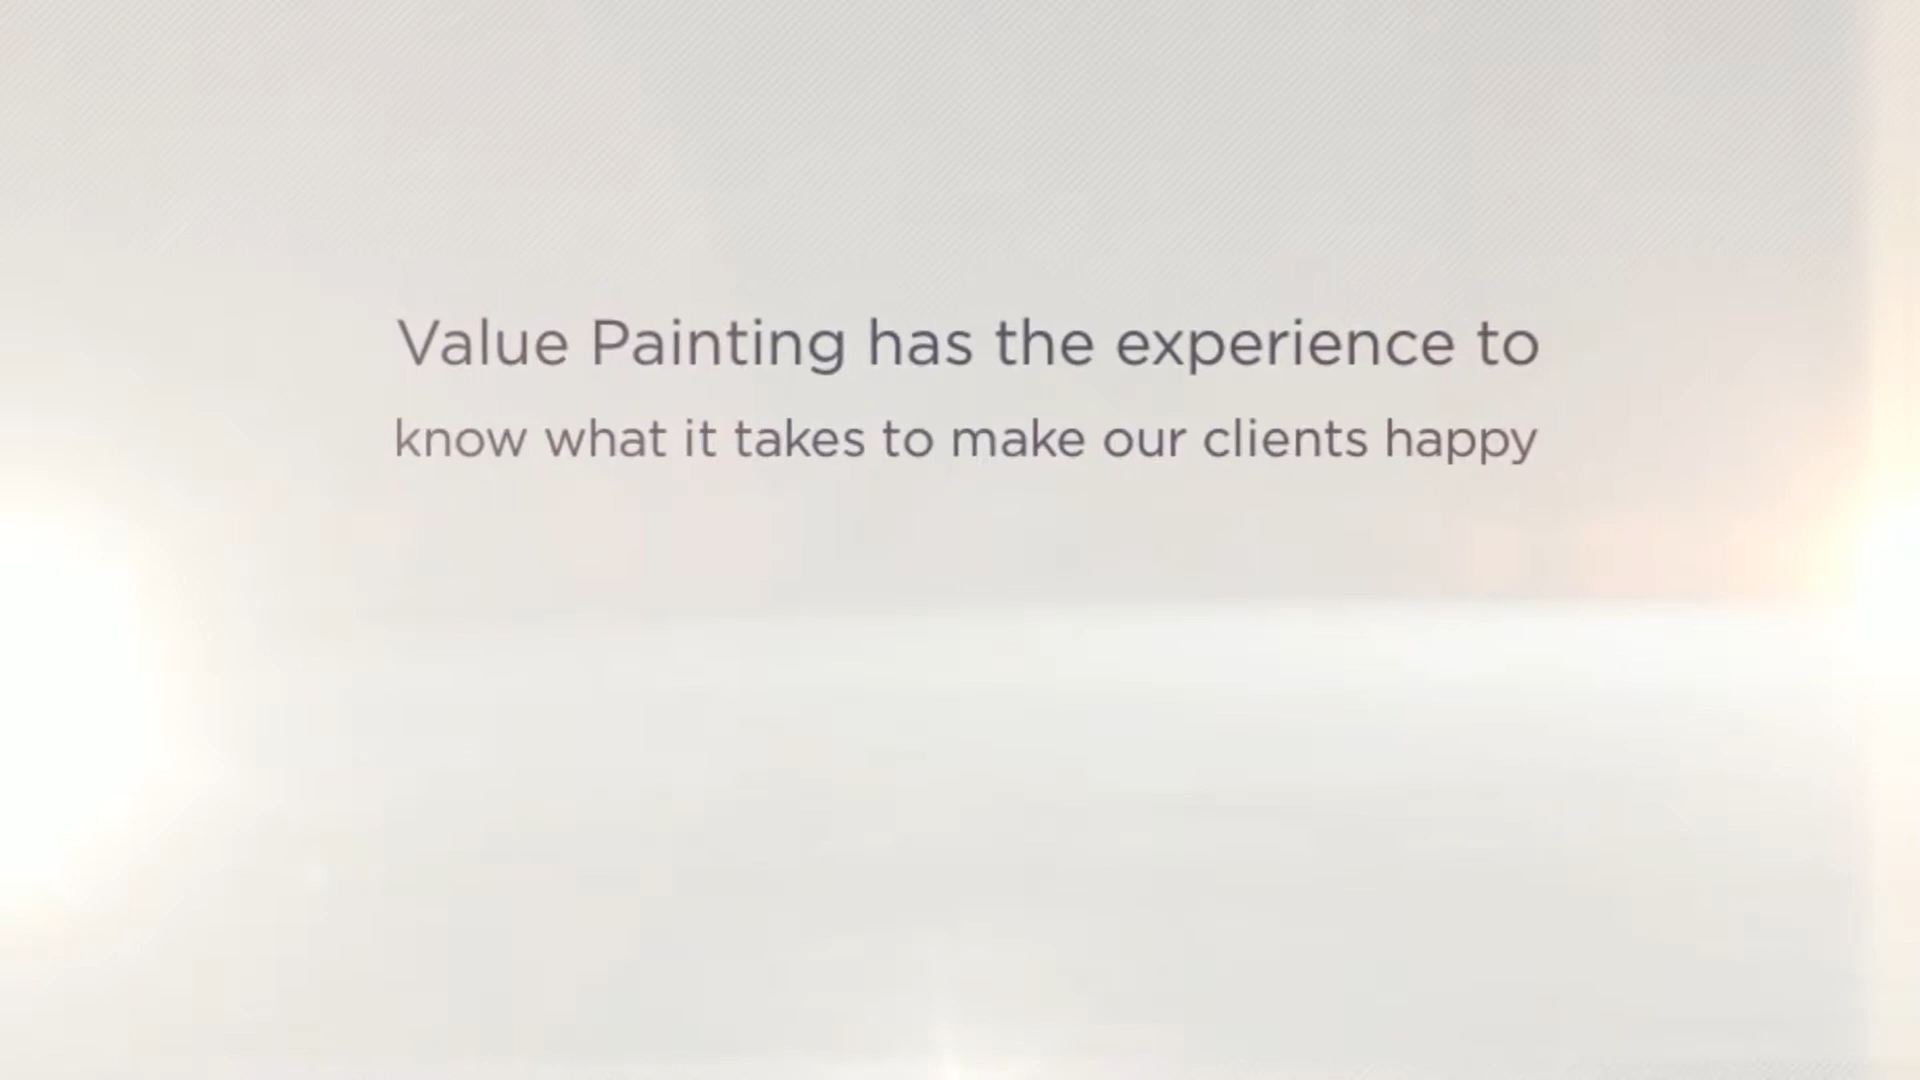 Value Painting has the experience to
know what it takes to make our clients happy